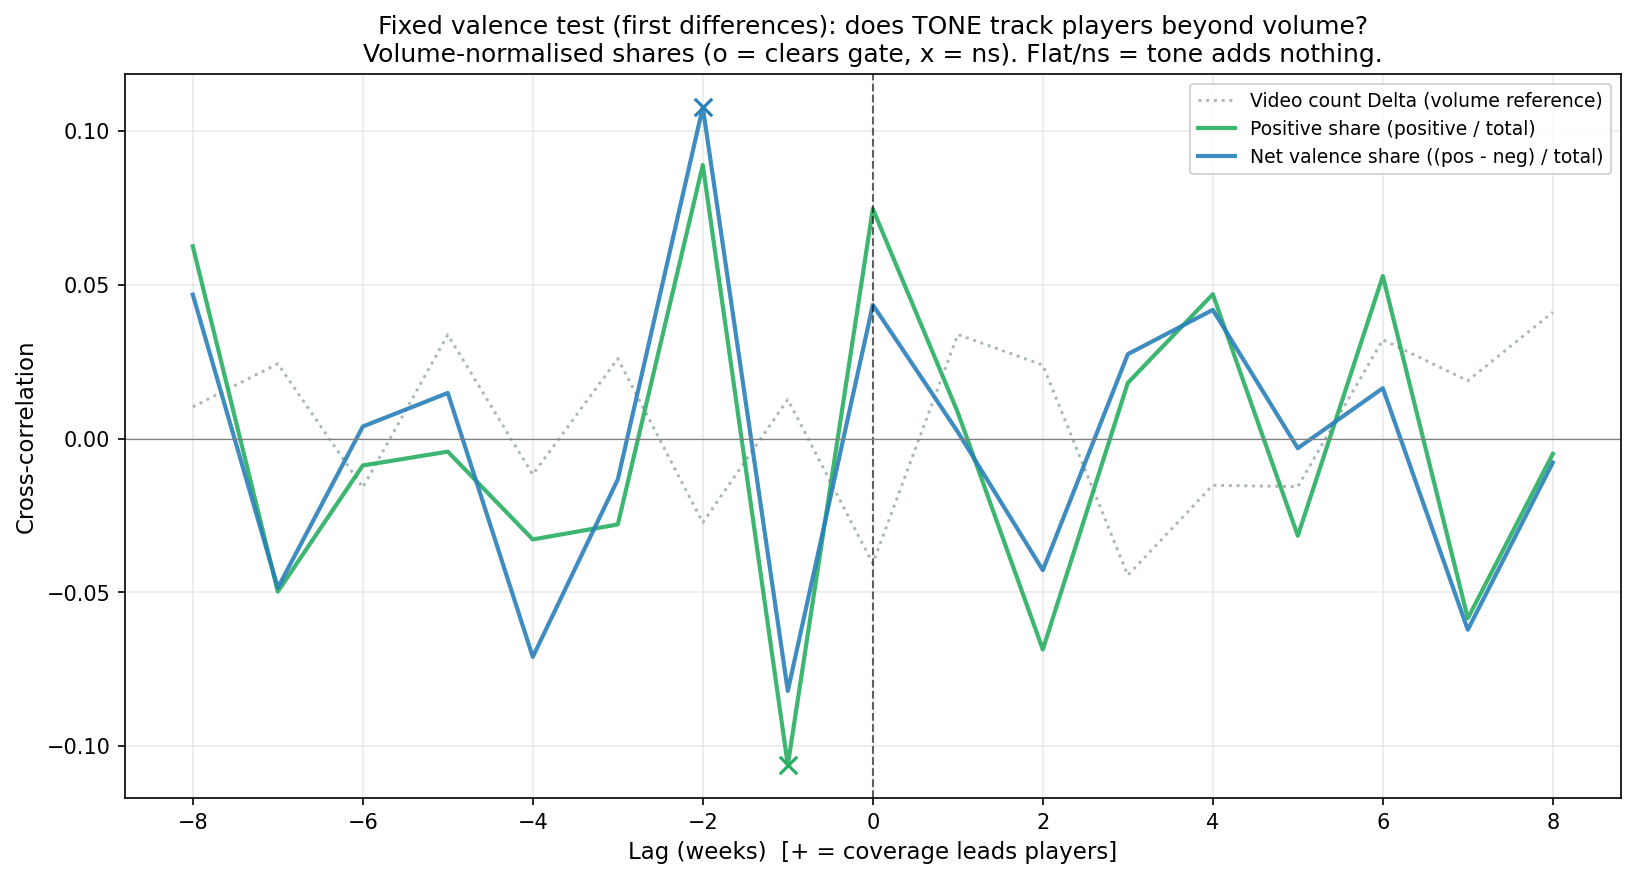 Fixed valence test (first differences): does TONE track players beyond volume?
Volume-normalised shares (o = clears gate, x = ns). Flat/ns = tone adds nothing.
Video count Delta (volume reference)
Positive share (positive / total)
Net valence share ((pos - neg) / total)
Cross-correlation
0.10
0.05
0.00
−0.05
−0.10
−8
−6
−4
−2
0
2
4
6
8
Lag (weeks)  [+ = coverage leads players]